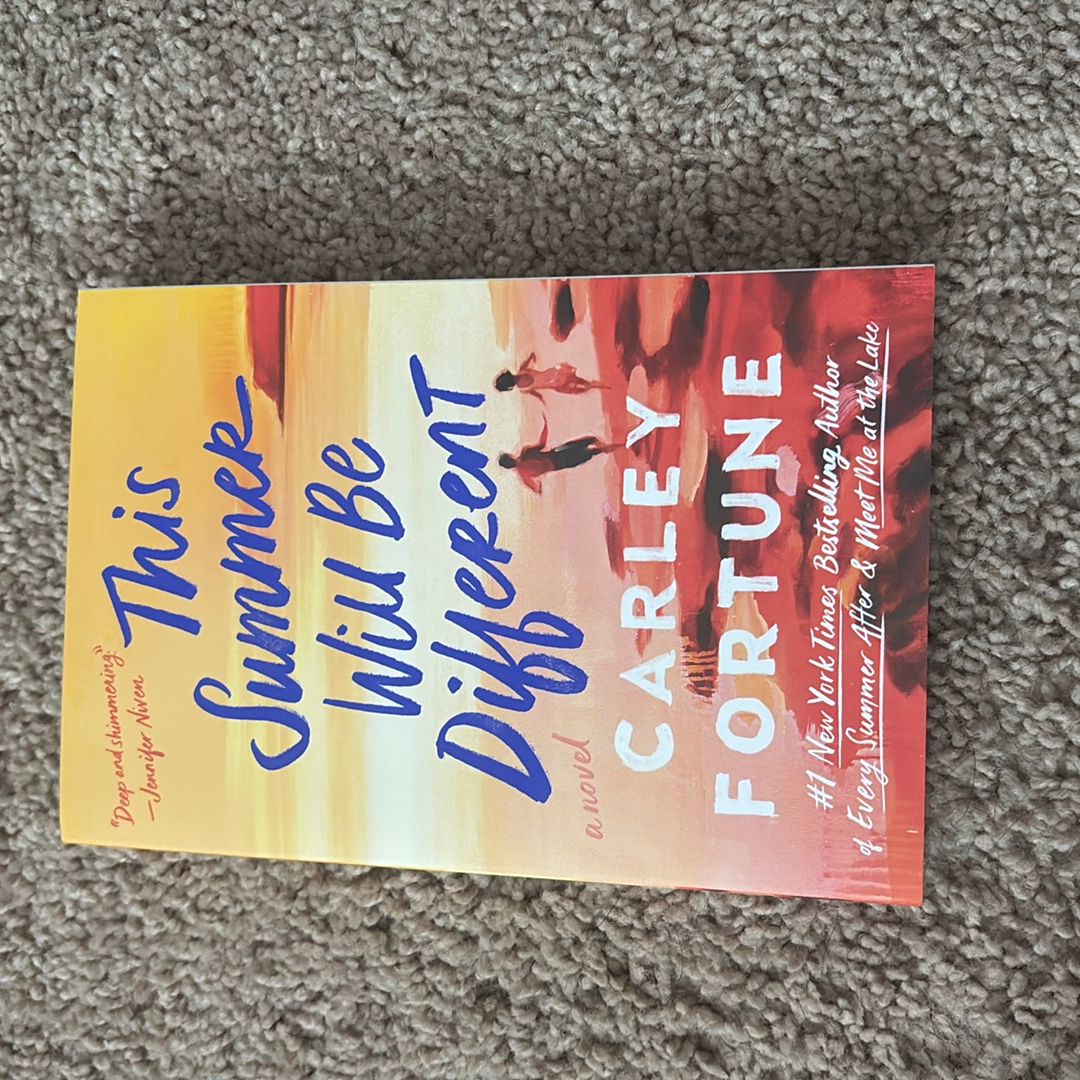 "Deep and shimmering"
—Jennifer Niven
This
Summer
Will Be
Different
a novel
CARLEY
FORTUNE
#1 New York Times Bestselling Author
of Every Summer After & Meet Me at the Lake